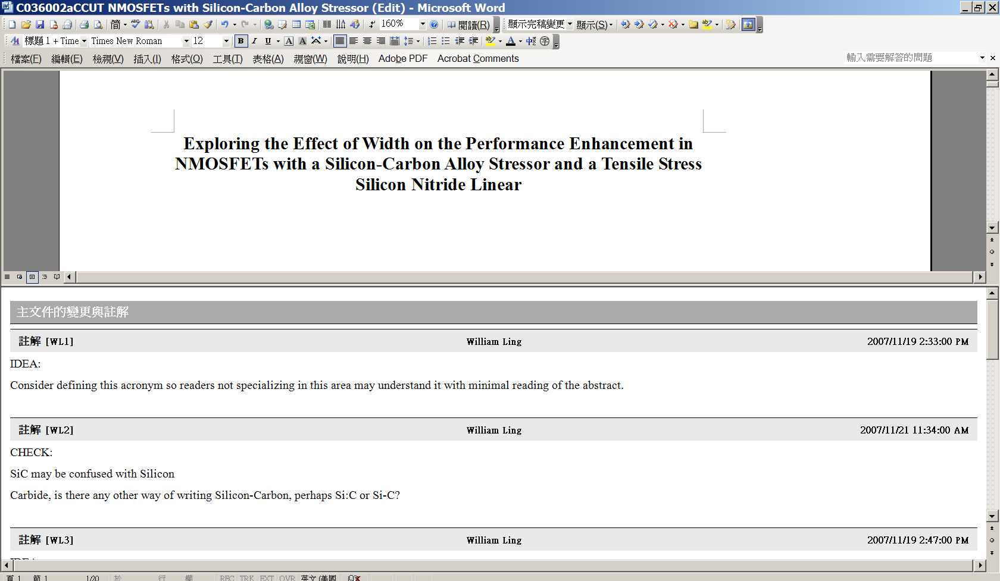 C036002aCCUT NMOSFETs with Silicon-Carbon Alloy Stressor (Edit) - Microsoft Word
簡 160% 閱讀(R) 顯示完稿變更 顯示(S)
標題 1 + Time Times New Roman 12 B I U A A A
檔案(F) 編輯(E) 檢視(V) 插入(I) 格式(O) 工具(T) 表格(A) 視窗(W) 說明(H) Adobe PDF Acrobat Comments 輸入需要解答的問題
Exploring the Effect of Width on the Performance Enhancement in
NMOSFETs with a Silicon-Carbon Alloy Stressor and a Tensile Stress
Silicon Nitride Linear
主文件的變更與註解
註解 [WL1] William Ling 2007/11/19 2:33:00 PM
IDEA:
Consider defining this acronym so readers not specializing in this area may understand it with minimal reading of the abstract.
註解 [WL2] William Ling 2007/11/21 11:34:00 AM
CHECK:
SiC may be confused with Silicon
Carbide, is there any other way of writing Silicon-Carbon, perhaps Si:C or Si-C?
註解 [WL3] William Ling 2007/11/19 2:47:00 PM
IDEA:
頁 1 節 1 1/20 於 行 欄 REC TRK EXT OVR 英文 (美國